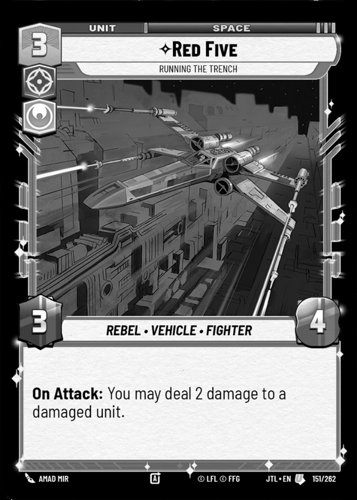 UNIT SPACE
3
✧RED FIVE
RUNNING THE TRENCH
3
4
REBEL • VEHICLE • FIGHTER
On Attack: You may deal 2 damage to a
damaged unit.
AMAD MIR A © LFL © FFG JTL • EN 151/262